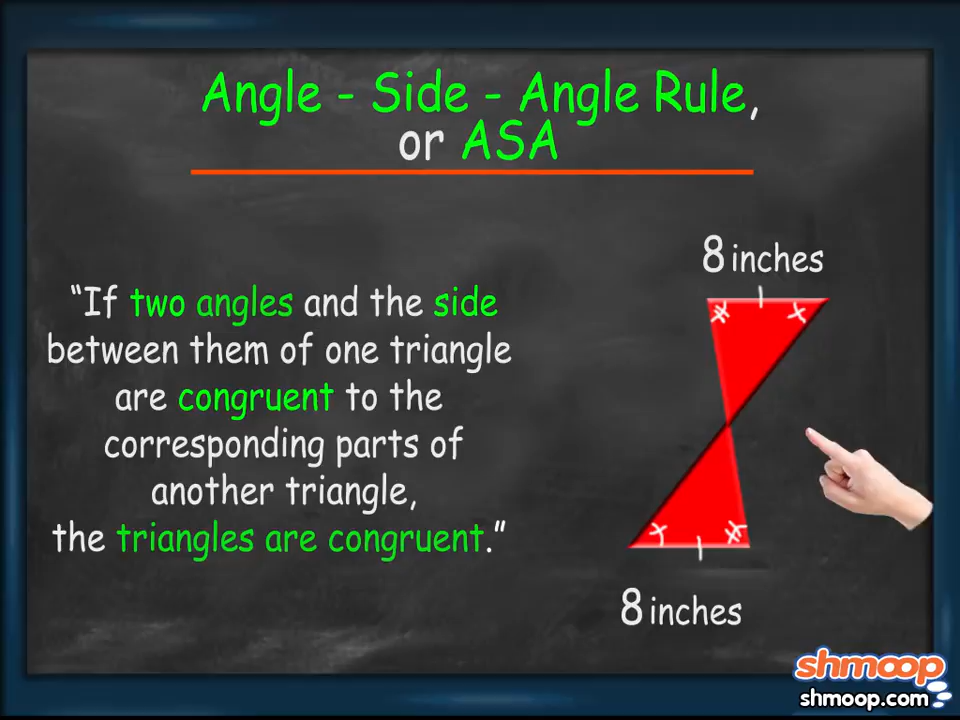 Angle - Side - Angle Rule,
or ASA
8 inches
“If two angles and the side
between them of one triangle
are congruent to the
corresponding parts of
another triangle,
the triangles are congruent.”
8 inches
shmoop
shmoop.com